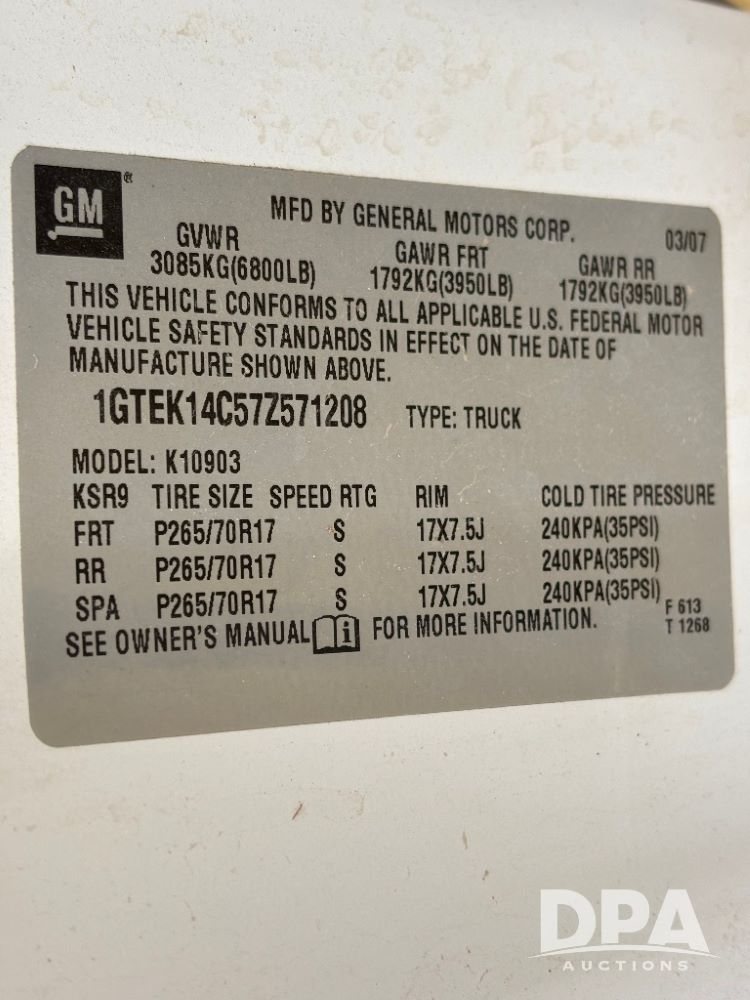 GM®
MFD BY GENERAL MOTORS CORP. 03/07
GVWR GAWR FRT GAWR RR
3085KG(6800LB) 1792KG(3950LB) 1792KG(3950LB)
THIS VEHICLE CONFORMS TO ALL APPLICABLE U.S. FEDERAL MOTOR
VEHICLE SAFETY STANDARDS IN EFFECT ON THE DATE OF
MANUFACTURE SHOWN ABOVE.
1GTEK14C57Z571208 TYPE: TRUCK
MODEL: K10903
KSR9 TIRE SIZE SPEED RTG RIM COLD TIRE PRESSURE
FRT P265/70R17 S 17X7.5J 240KPA(35PSI)
RR P265/70R17 S 17X7.5J 240KPA(35PSI)
SPA P265/70R17 S 17X7.5J 240KPA(35PSI)
SEE OWNER'S MANUAL i FOR MORE INFORMATION.
F 613
T 1268
DPA
AUCTIONS